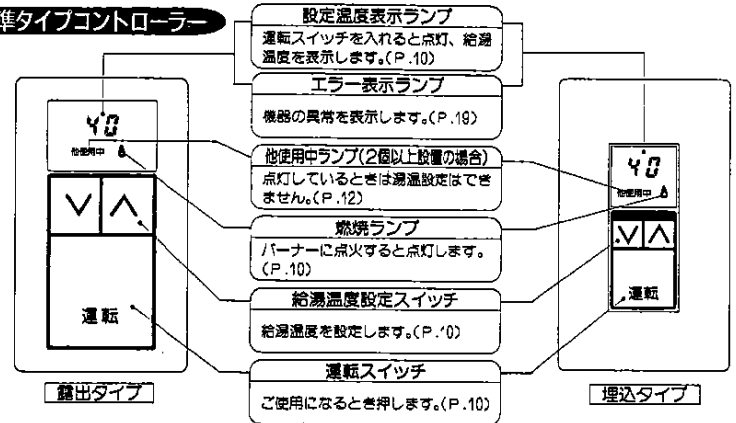 準タイプコントローラー
設定温度表示ランプ
運転スイッチを入れると点灯、給湯
温度を表示します。(P.10)
エラー表示ランプ
機器の異常を表示します。(P.19)
他使用中ランプ(2個以上設置の場合)
点灯しているときは湯温設定はでき
ません。(P.12)
燃焼ランプ
バーナーに点火すると点灯します。
(P.10)
給湯温度設定スイッチ
給湯温度を設定します。(P.10)
運転スイッチ
ご使用になるとき押します。(P.10)
40
他使用中
運転
露出タイプ
40
他使用中
運転
埋込タイプ